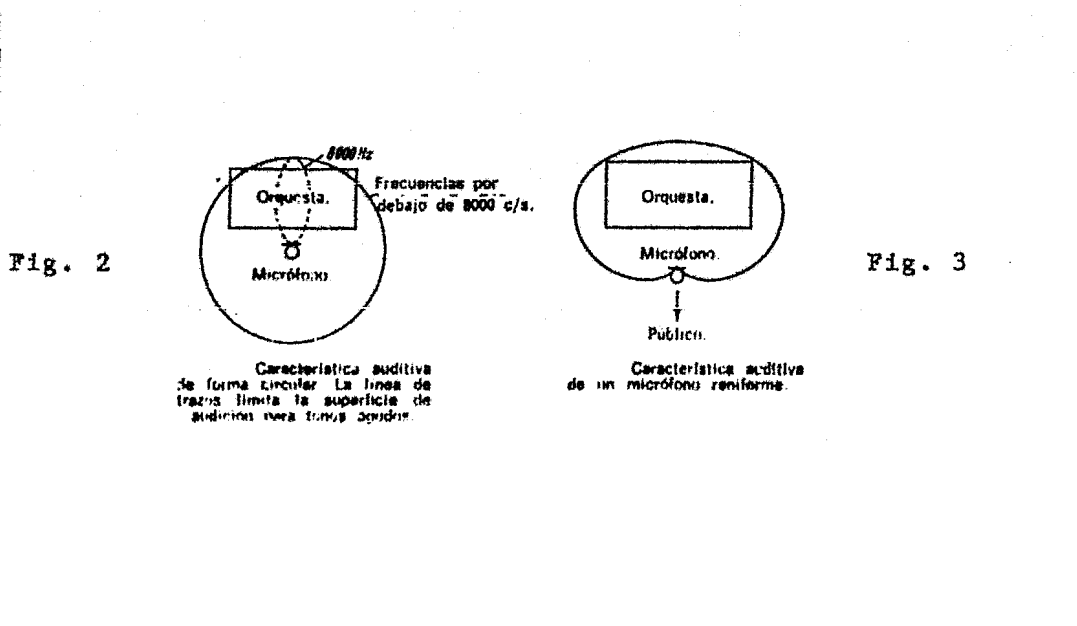 Fig. 2
8000 Hz
Orquesta.
Frecuencias por
debajo de 8000 c/s.
Micrófono.
Característica auditiva
de forma circular. La línea de
trazos limita la superficie de
audición para tonos agudos.
Orquesta.
Micrófono.
Público.
Característica auditiva
de un micrófono reniforme.
Fig. 3